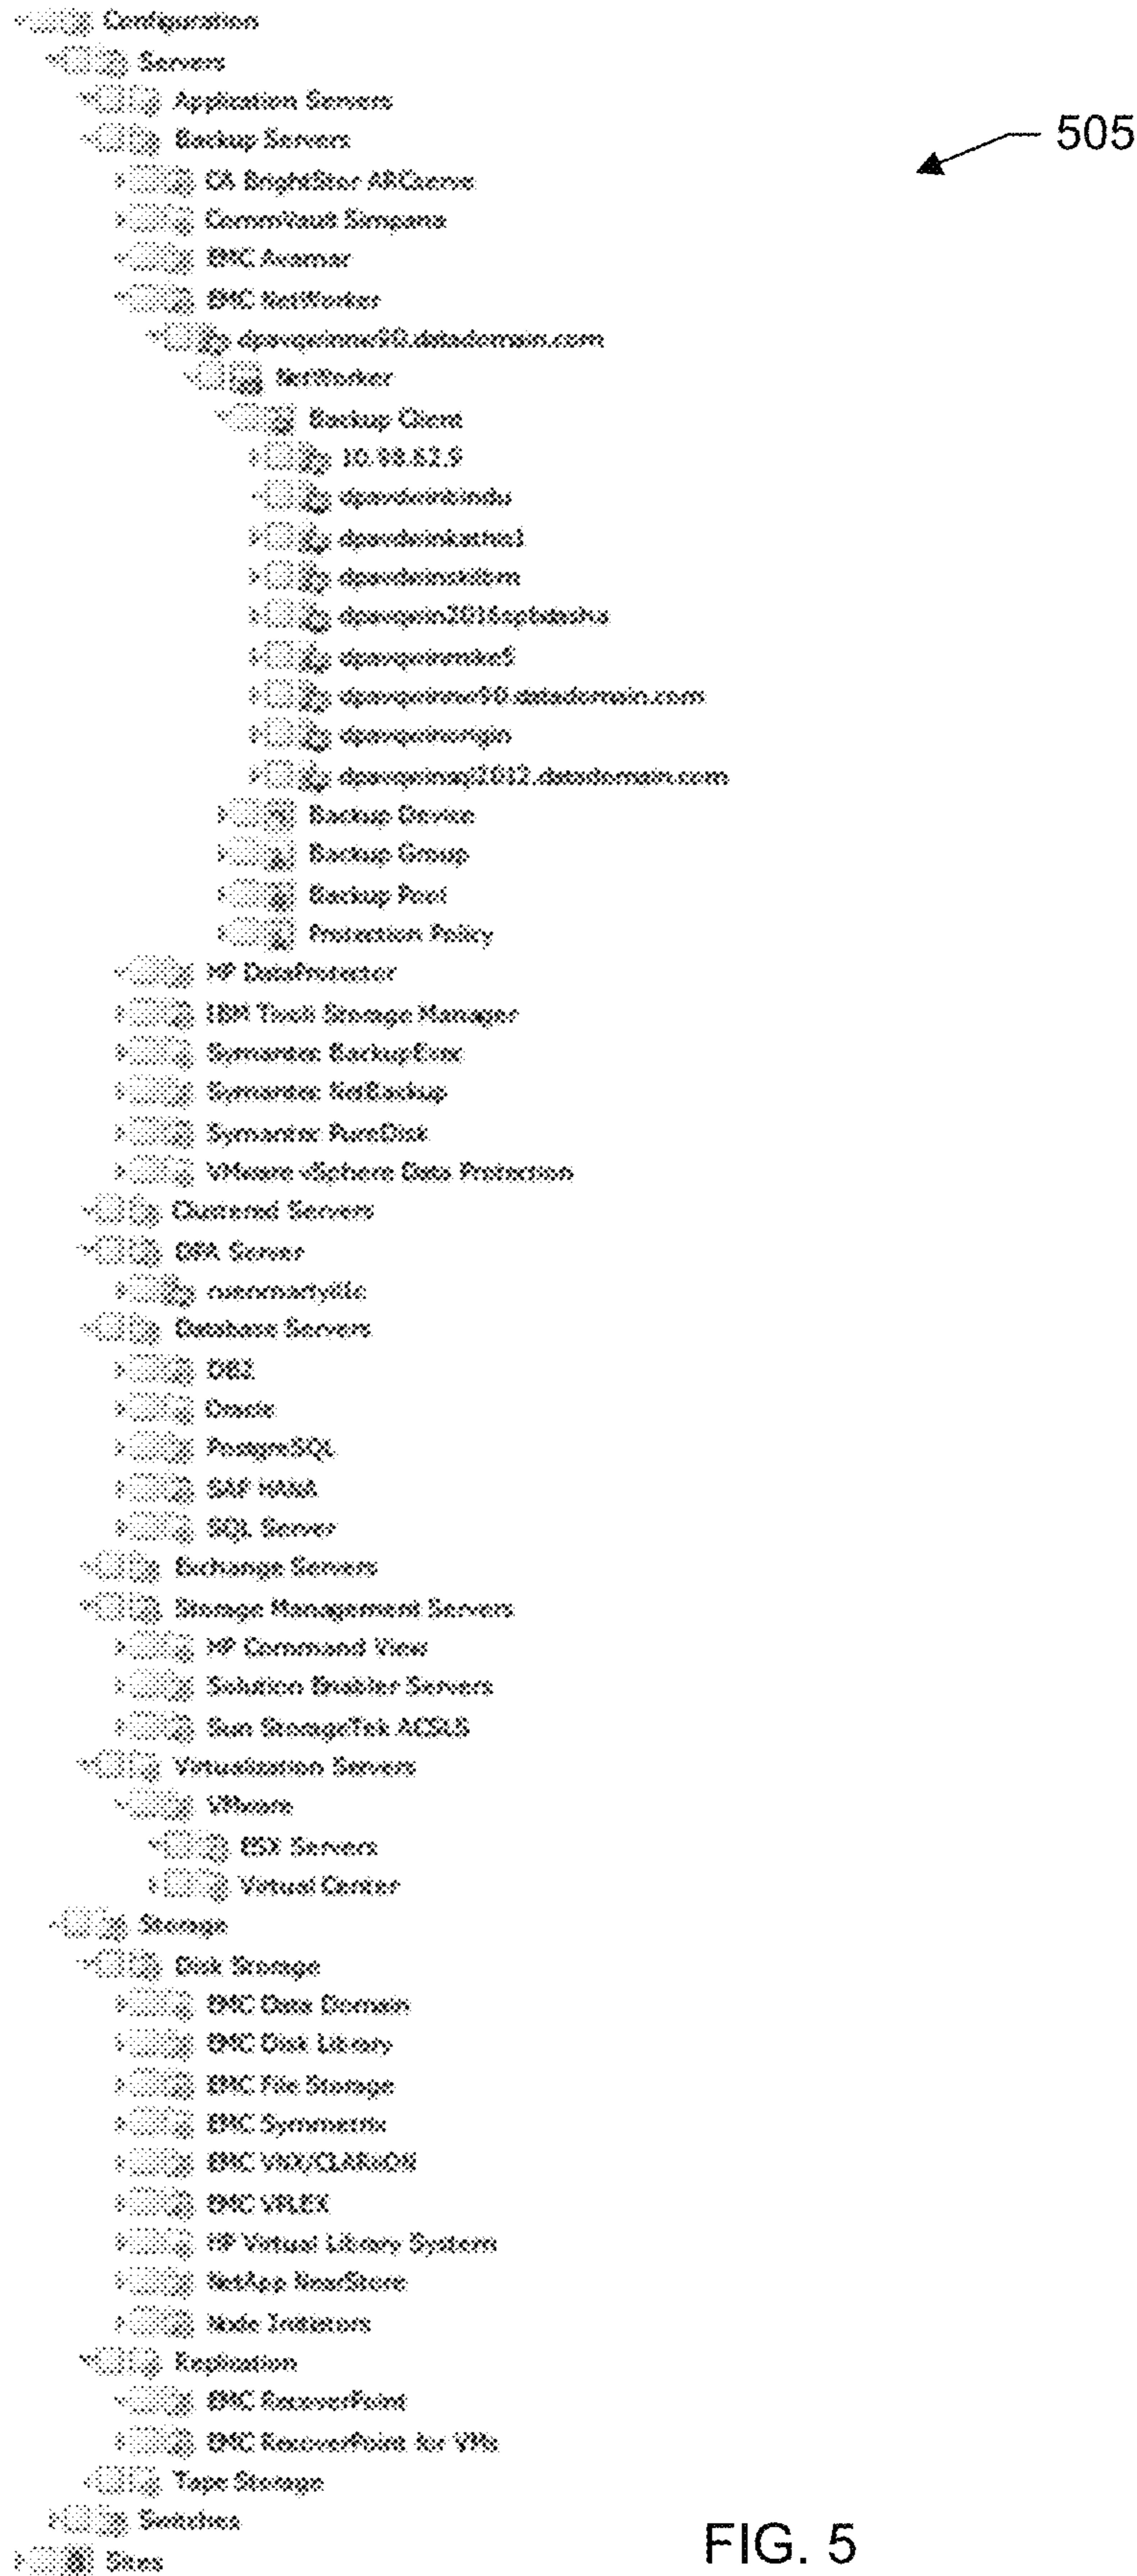 Configuration
Servers
Application Servers
505
Backup Servers
CA BrightStor ARCserve
CommVault Simpana
EMC Avamar
EMC NetWorker
NetWorker
Backup Client
Backup Device
Backup Group
Backup Pool
Protection Policy
HP DataProtector
IBM Tivoli Storage Manager
Symantec BackupExec
Symantec NetBackup
Symantec PureDisk
VMware vSphere Data Protection
Clustered Servers
DPA Server
Database Servers
DB2
Oracle
PostgreSQL
SAP HANA
SQL Server
Exchange Servers
Storage Management Servers
HP Command View
Solution Enabler Servers
Sun StorageTek ACSLS
Virtualization Servers
VMware
ESX Servers
Virtual Center
Storage
Disk Storage
EMC Data Domain
EMC Disk Library
EMC File Storage
EMC Symmetrix
EMC VNX/CLARiiON
EMC VPLEX
HP Virtual Library System
NetApp NearStore
Node Initiators
Replication
EMC RecoverPoint
EMC RecoverPoint for VMs
Tape Storage
Switches
Sites
FIG. 5